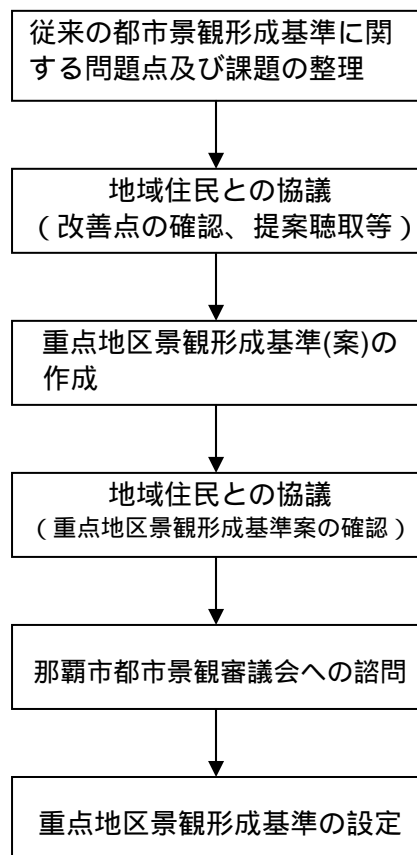 従来の都市景観形成基準に関
する問題点及び課題の整理
地域住民との協議
（改善点の確認、提案聴取等）
重点地区景観形成基準(案)の
作成
地域住民との協議
（重点地区景観形成基準案の確認）
那覇市都市景観審議会への諮問
重点地区景観形成基準の設定